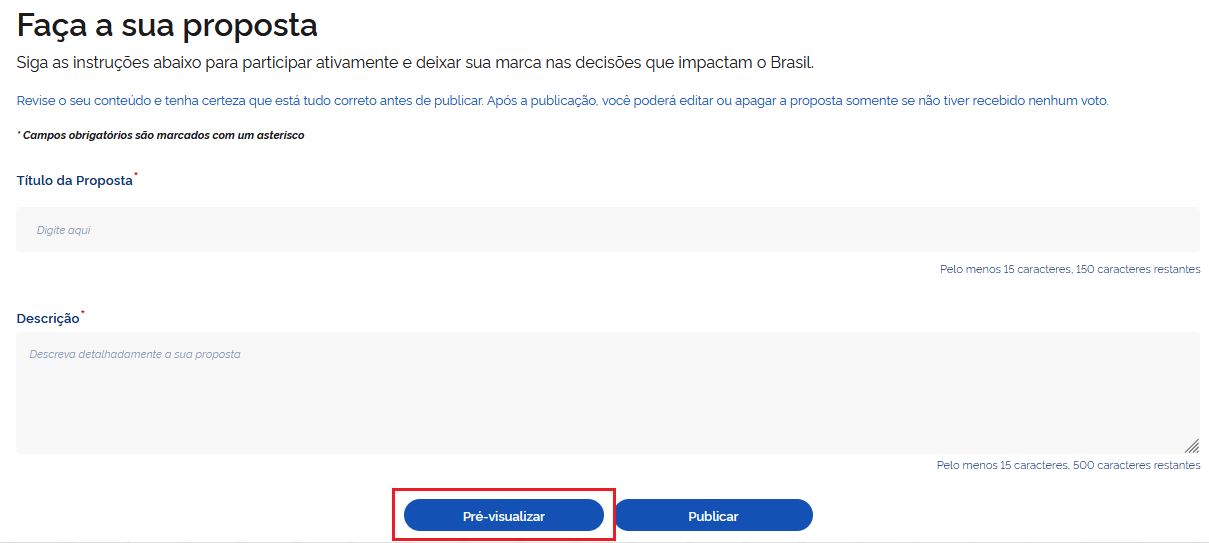 Faça a sua proposta
Siga as instruções abaixo para participar ativamente e deixar sua marca nas decisões que impactam o Brasil.
Revise o seu conteúdo e tenha certeza que está tudo correto antes de publicar. Após a publicação, você poderá editar ou apagar a proposta somente se não tiver recebido nenhum voto.
* Campos obrigatórios são marcados com um asterisco
Título da Proposta*
Digite aqui
Pelo menos 15 caracteres, 150 caracteres restantes
Descrição*
Descreva detalhadamente a sua proposta
Pelo menos 15 caracteres, 500 caracteres restantes
Pré-visualizar Publicar